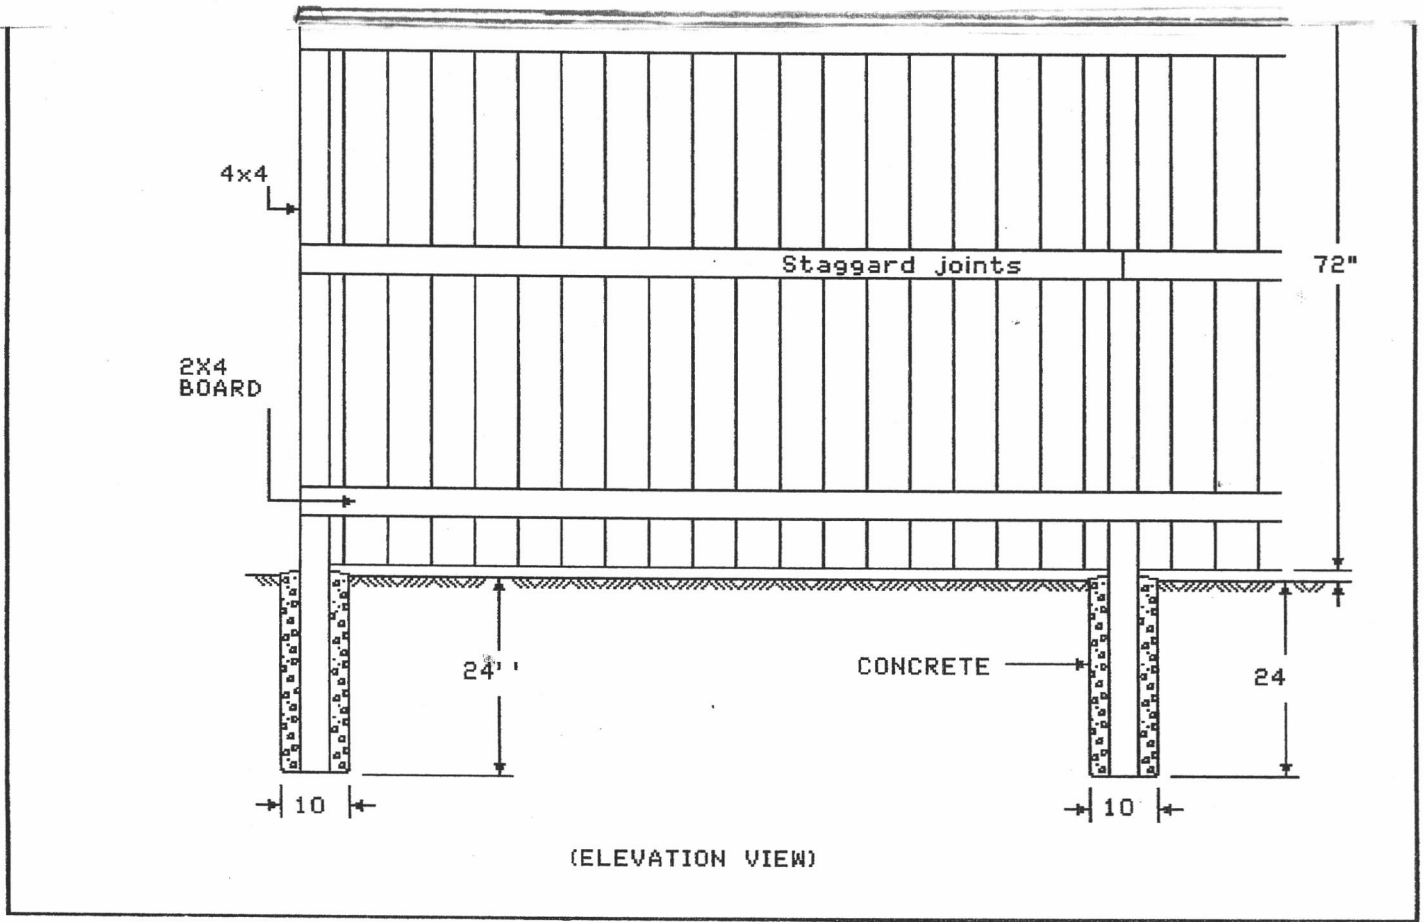 4x4
Staggard joints
72"
2X4
BOARD
24''
CONCRETE
24
10
10
(ELEVATION VIEW)